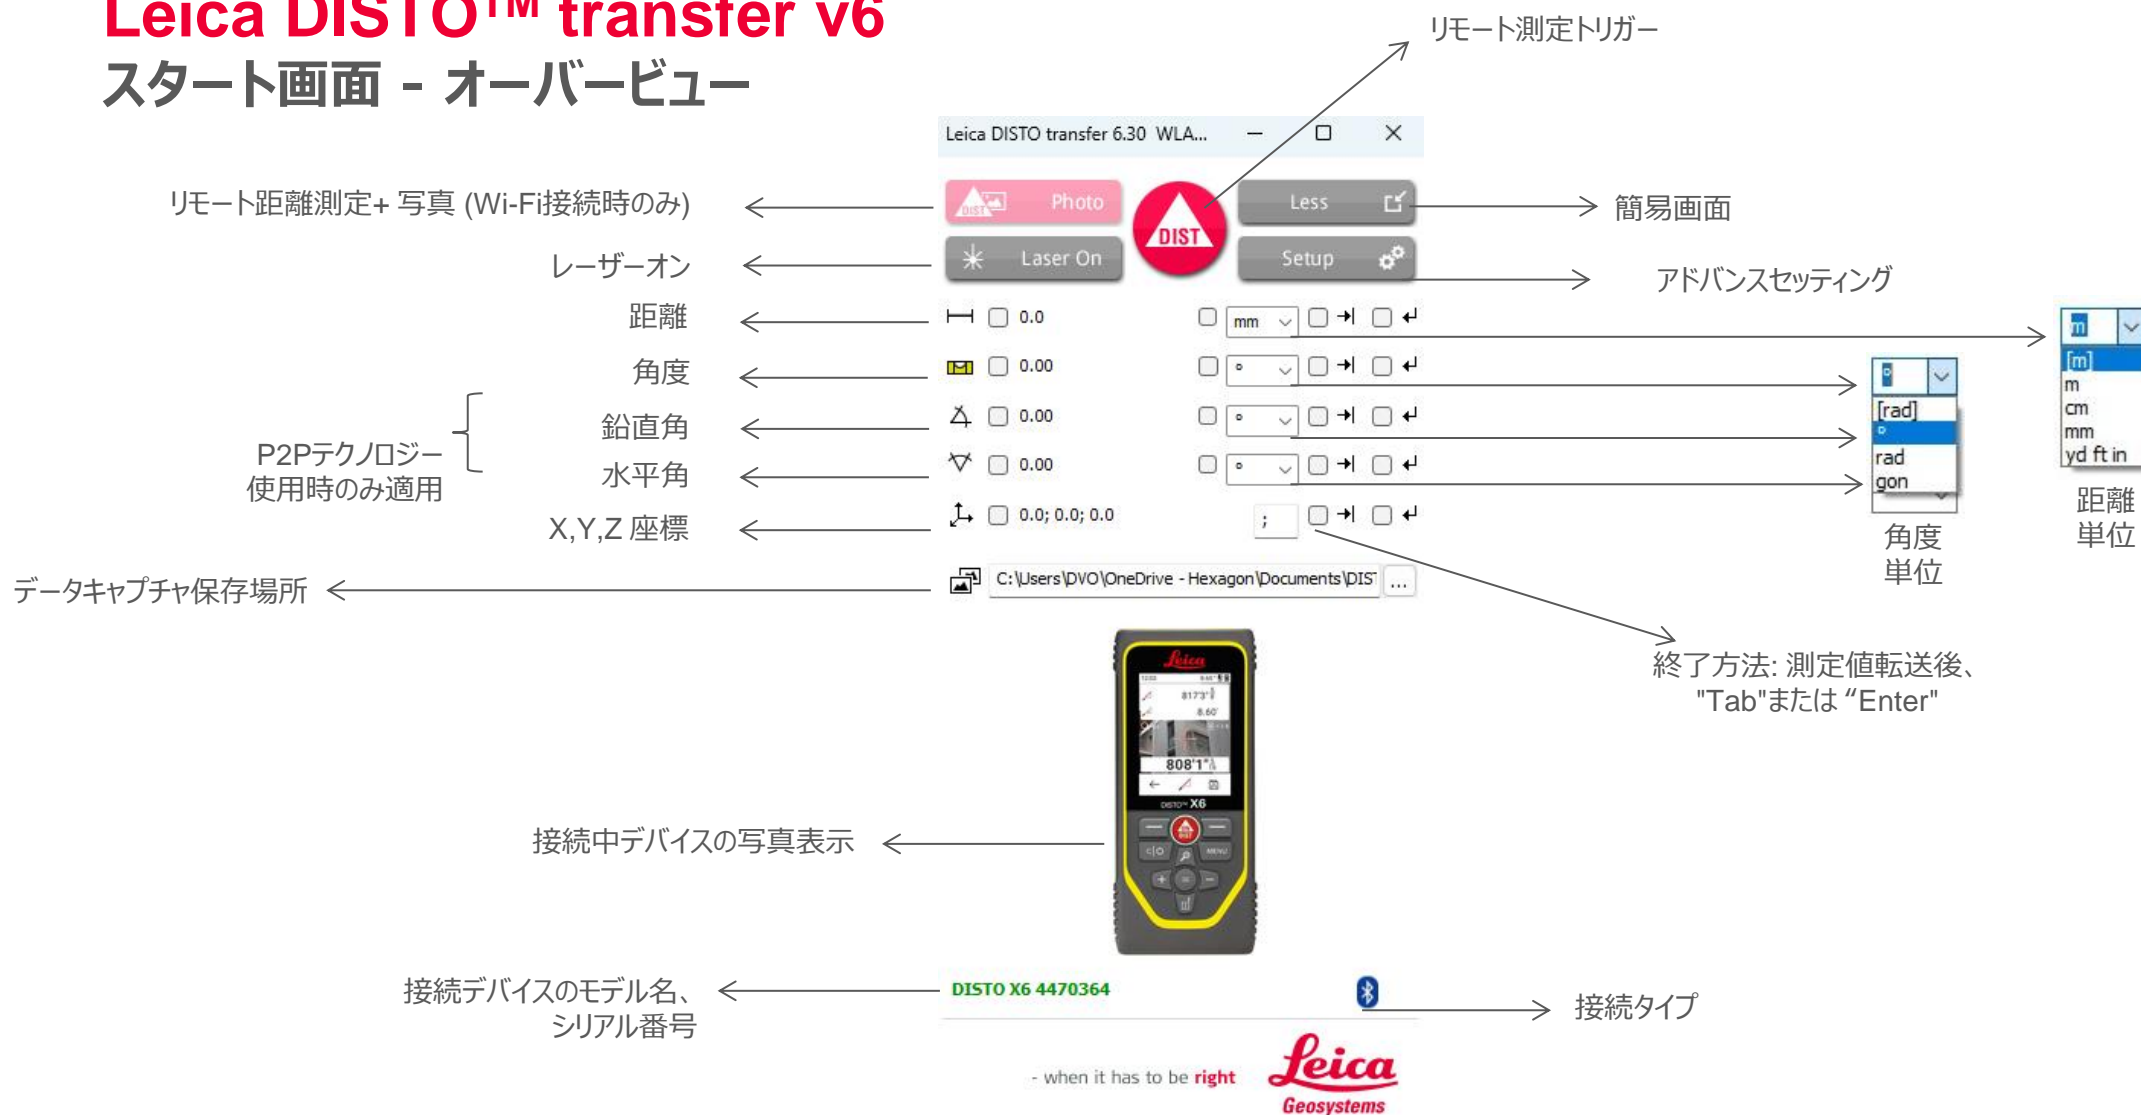 Leica DISTO™ transfer v6
スタート画面 - オーバービュー
リモート測定トリガー
Leica DISTO transfer 6.30 WLA...
リモート距離測定+ 写真 (Wi-Fi接続時のみ)
DIST
Photo
DIST
Less
簡易画面
レーザーオン
Laser On
Setup
アドバンスセッティング
距離
0.0
mm
角度
0.00
°
鉛直角
0.00
°
水平角
0.00
°
P2Pテクノロジー
使用時のみ適用
X,Y,Z 座標
0.0; 0.0; 0.0
;
m
[m]
m
cm
mm
yd ft in
距離
単位
°
[rad]
°
rad
gon
角度
単位
データキャプチャ保存場所
C:\Users\DVO\OneDrive - Hexagon\Documents\DIS
...
終了方法: 測定値転送後、
"Tab"または “Enter"
Leica
817'3"
8.60°
808'1"
DISTO™ X6
DIST
MENU
接続中デバイスの写真表示
接続デバイスのモデル名、
シリアル番号
DISTO X6 4470364
接続タイプ
- when it has to be right
Leica
Geosystems